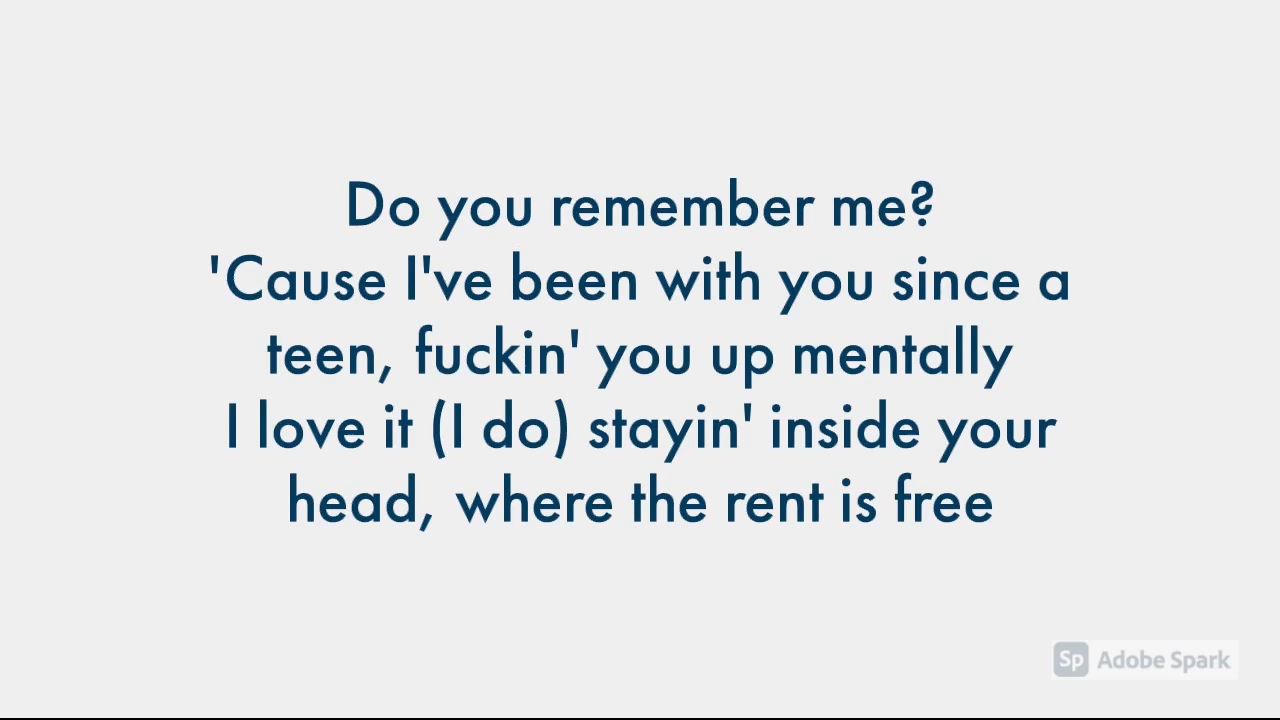 Do you remember me?
'Cause I've been with you since a
teen, fuckin' you up mentally
I love it (I do) stayin' inside your
head, where the rent is free
Sp Adobe Spark